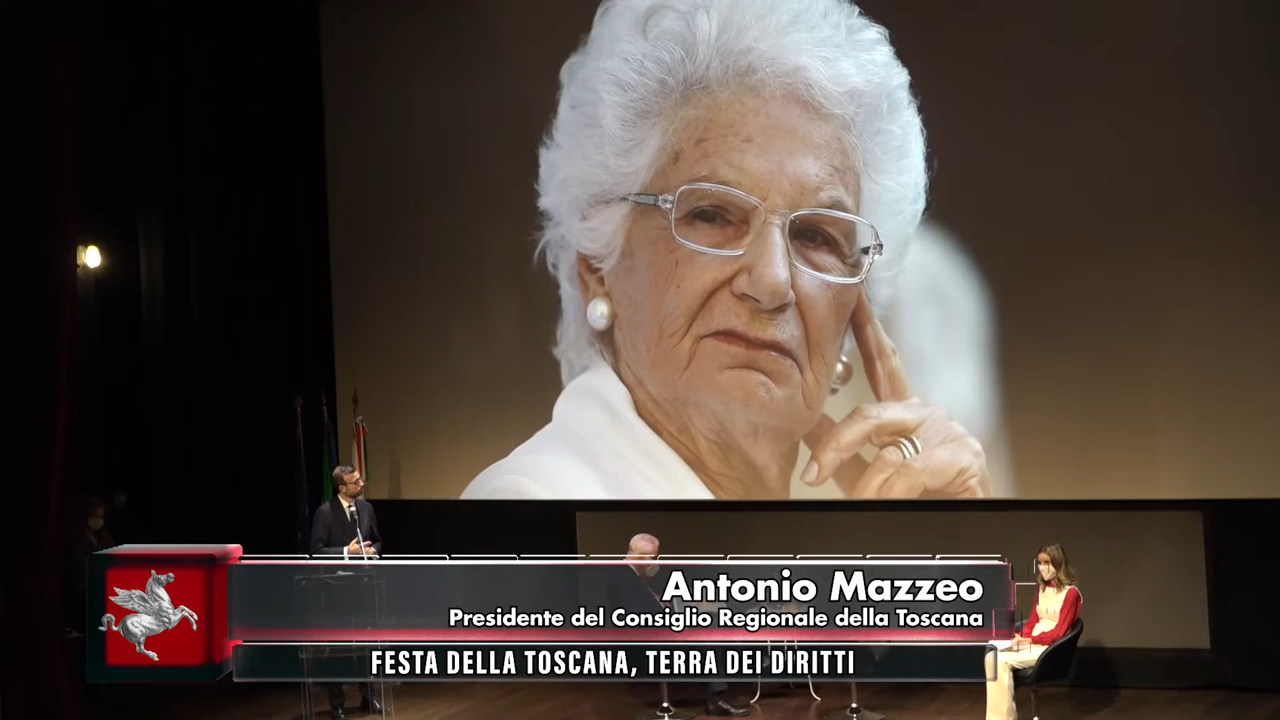 Antonio Mazzeo
Presidente del Consiglio Regionale della Toscana
FESTA DELLA TOSCANA, TERRA DEI DIRITTI